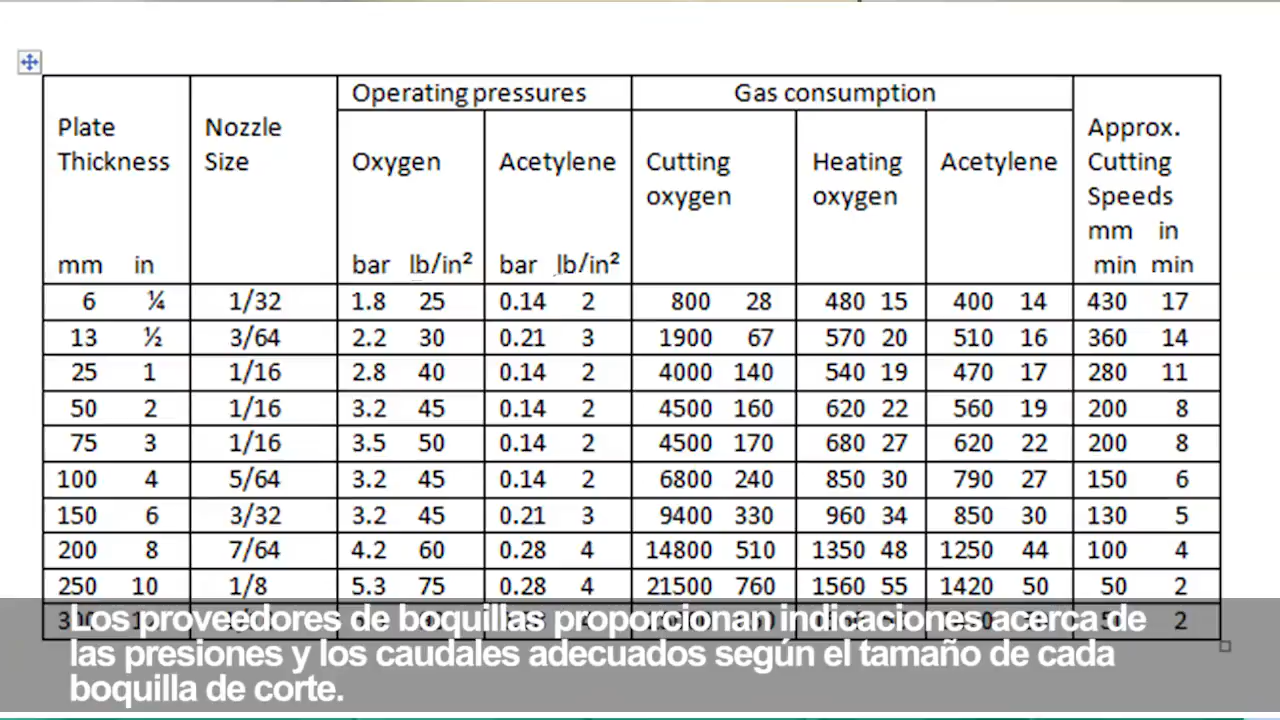 Operating pressures Gas consumption
Plate Nozzle Approx.
Thickness Size Oxygen Acetylene Cutting Heating Acetylene Cutting
oxygen oxygen Speeds
mm in
mm in bar lb/in² bar lb/in² min min
6 ¼ 1/32 1.8 25 0.14 2 800 28 480 15 400 14 430 17
13 ½ 3/64 2.2 30 0.21 3 1900 67 570 20 510 16 360 14
25 1 1/16 2.8 40 0.14 2 4000 140 540 19 470 17 280 11
50 2 1/16 3.2 45 0.14 2 4500 160 620 22 560 19 200 8
75 3 1/16 3.5 50 0.14 2 4500 170 680 27 620 22 200 8
100 4 5/64 3.2 45 0.14 2 6800 240 850 30 790 27 150 6
150 6 3/32 3.2 45 0.21 3 9400 330 960 34 850 30 130 5
200 8 7/64 4.2 60 0.28 4 14800 510 1350 48 1250 44 100 4
250 10 1/8 5.3 75 0.28 4 21500 760 1560 55 1420 50 50 2
2
Los proveedores de boquillas proporcionan indicaciones acerca de
las presiones y los caudales adecuados según el tamaño de cada
boquilla de corte.